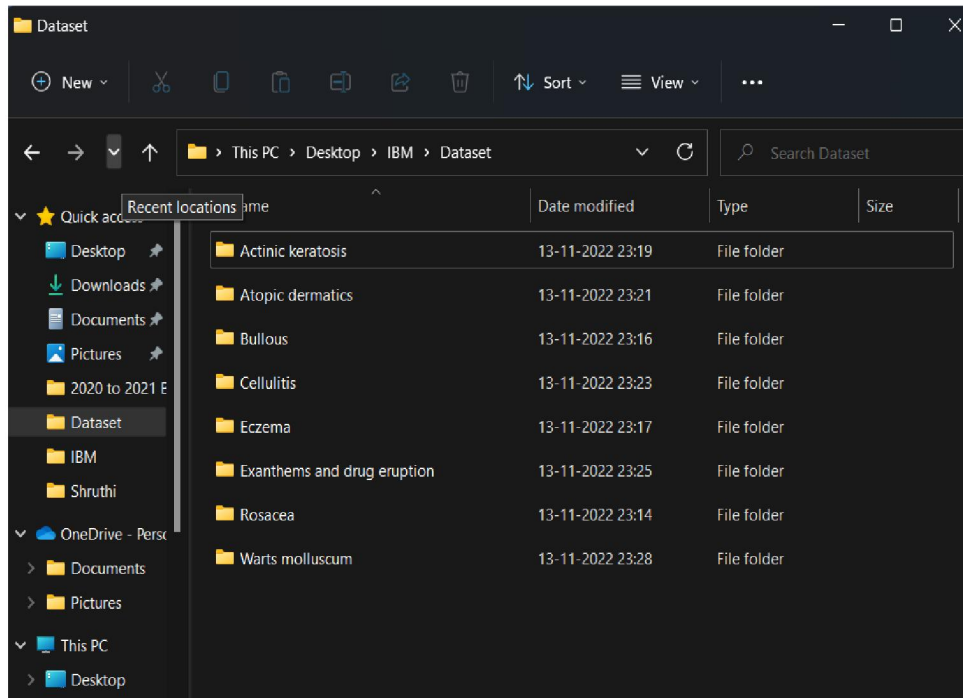 Dataset
New Sort View
This PC > Desktop > IBM > Dataset Search Dataset
Recent locations
Quick acc
ame Date modified Type Size
Desktop
Downloads
Documents
Pictures
2020 to 2021 E
Dataset
IBM
Shruthi
OneDrive - Perso
Documents
Pictures
This PC
Desktop
Actinic keratosis 13-11-2022 23:19 File folder
Atopic dermatics 13-11-2022 23:21 File folder
Bullous 13-11-2022 23:16 File folder
Cellulitis 13-11-2022 23:23 File folder
Eczema 13-11-2022 23:17 File folder
Exanthems and drug eruption 13-11-2022 23:25 File folder
Rosacea 13-11-2022 23:14 File folder
Warts molluscum 13-11-2022 23:28 File folder